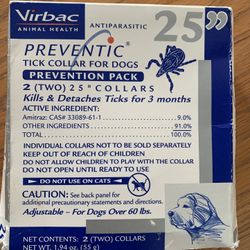 Virbac
ANIMAL HEALTH
ANTIPARASITIC
25"
PREVENTIC®
TICK COLLAR FOR DOGS
PREVENTION PACK
2 (TWO) 25" COLLARS
Kills & Detaches Ticks for 3 months
ACTIVE INGREDIENT:
Amitraz: CAS# 33089-61-1 9.0%
OTHER INGREDIENTS 91.0%
TOTAL 100.0%
INDIVIDUAL COLLARS NOT TO BE SOLD SEPARATELY
KEEP OUT OF REACH OF CHILDREN
DO NOT ALLOW CHILDREN TO PLAY WITH THE COLLAR
DO NOT OPEN UNTIL READY TO USE
DO NOT USE ON CATS
CAUTION: See back panel for
additional precautionary statements and directions.
Adjustable - For Dogs Over 60 lbs.
NET CONTENTS: 2 (TWO) COLLARS
NET WT. 1.94 oz. (55 g)